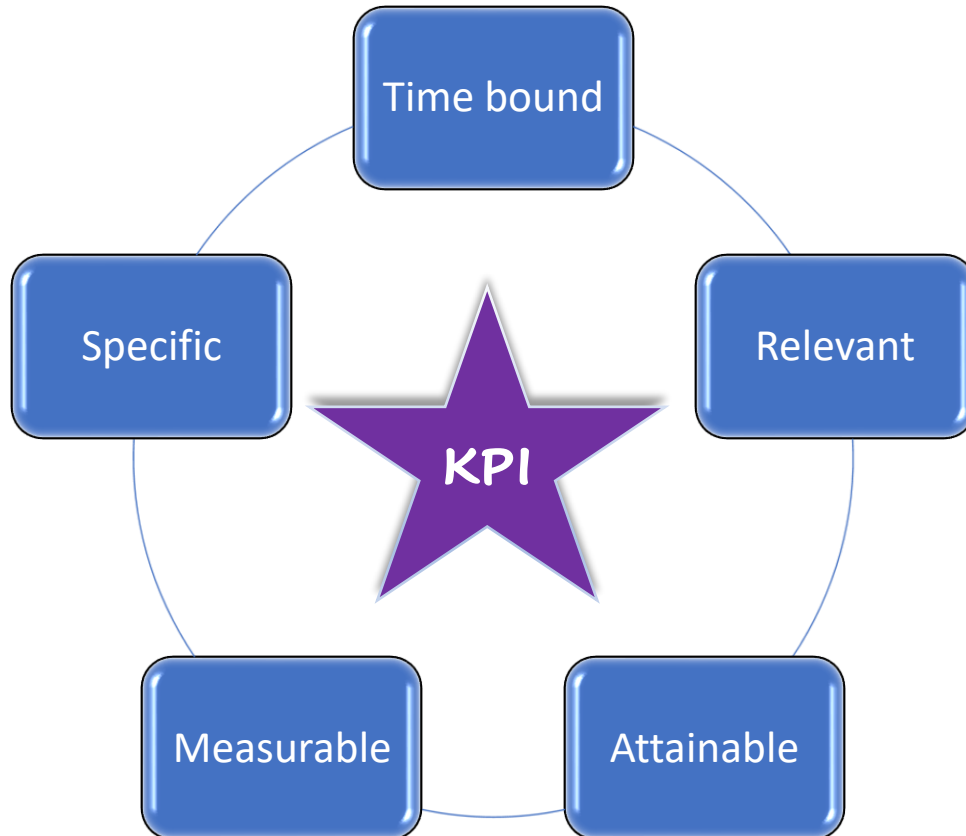 Time bound
Specific
Relevant
KPI
Measurable
Attainable